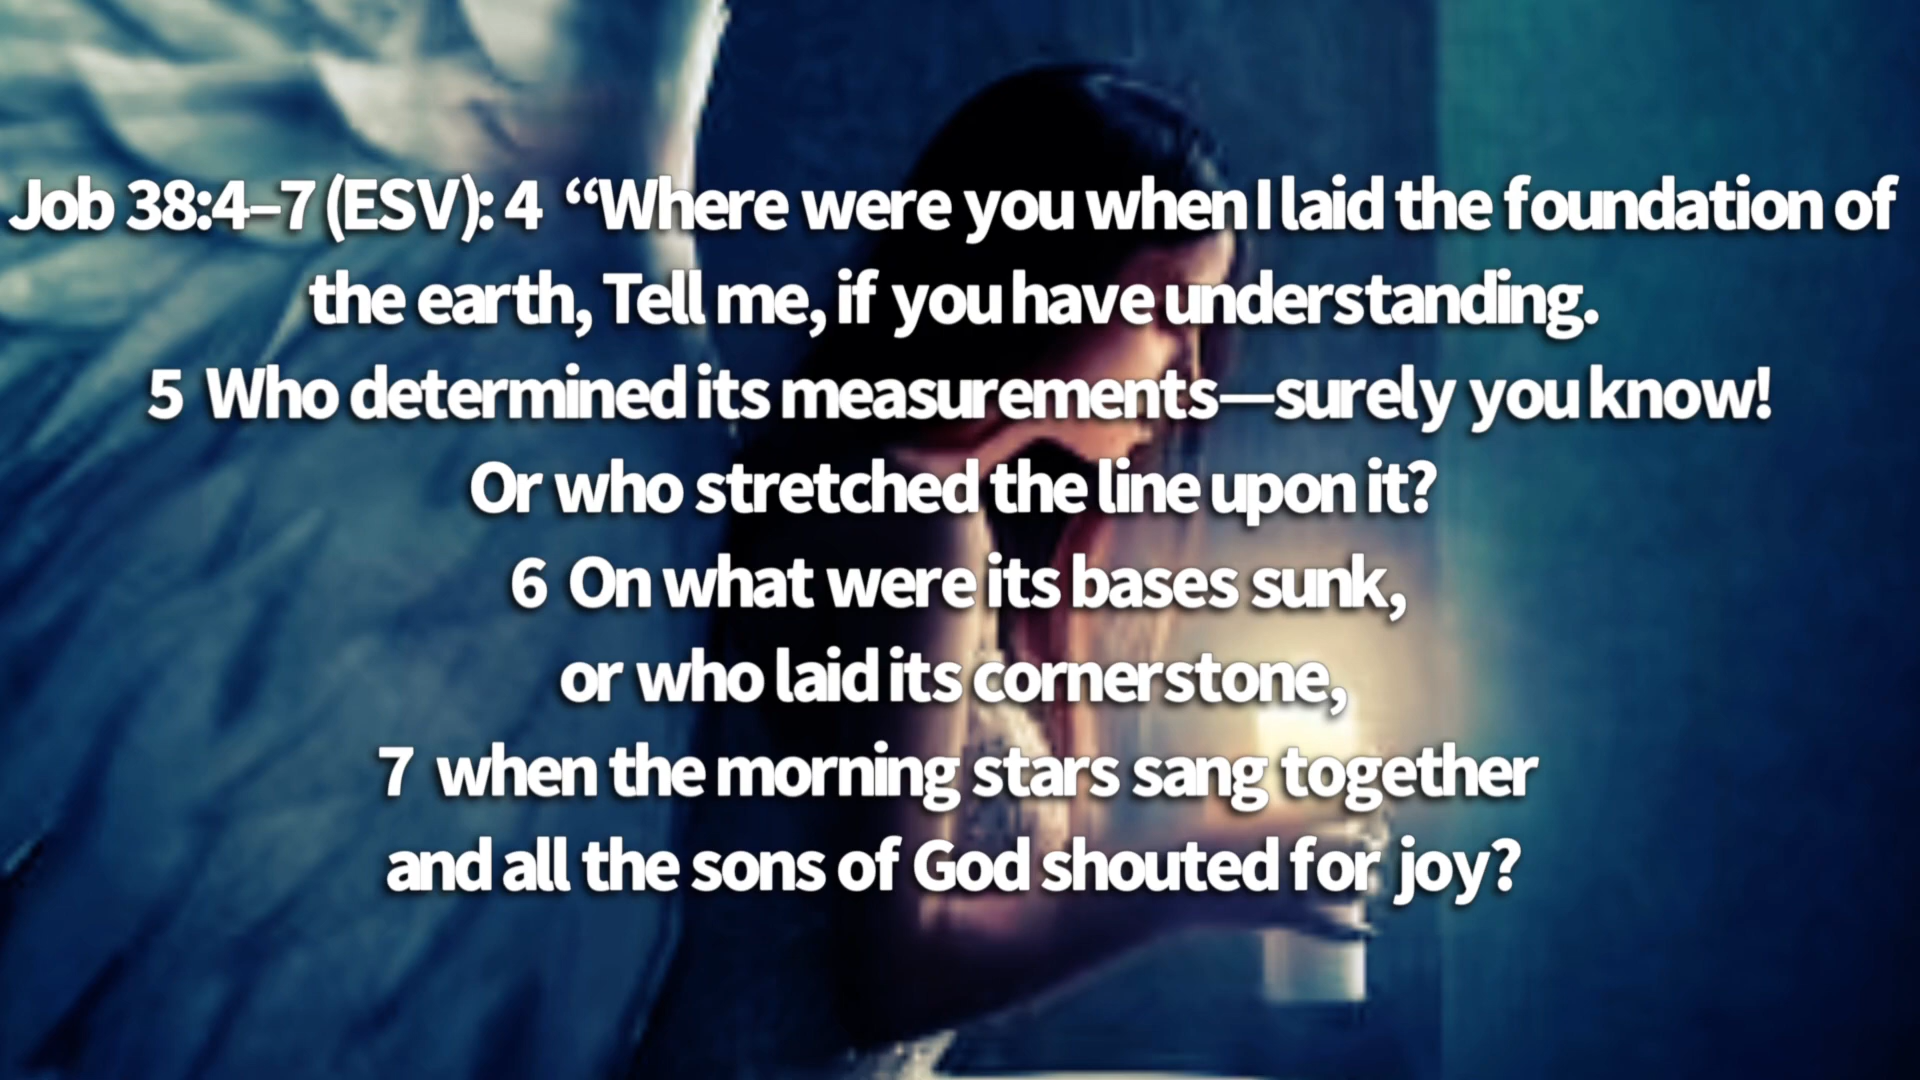 Job 38:4–7 (ESV): 4 “Where were you when I laid the foundation of
the earth, Tell me, if you have understanding.
5 Who determined its measurements—surely you know!
Or who stretched the line upon it?
6 On what were its bases sunk,
or who laid its cornerstone,
7 when the morning stars sang together
and all the sons of God shouted for joy?